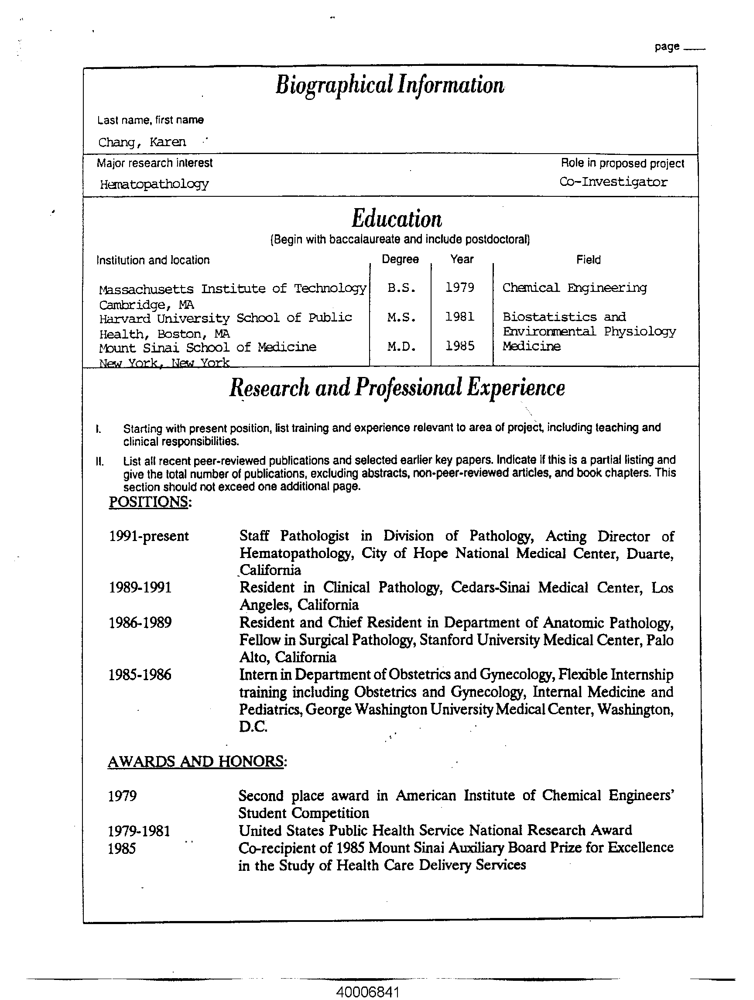 page
Biographical Information
Last name, first name
Chang, Karen
Major research interest Role in proposed project
Hematopathology Co-Investigator
Education
(Begin with baccalaureate and include postdoctoral)
Institution and location Degree Year Field
Massachusetts Institute of Technology B.S. 1979 Chemical Engineering
Cambridge, MA
Harvard University School of Public M.S. 1981 Biostatistics and
Health, Boston, MA Environmental Physiology
Mount Sinai School of Medicine M.D. 1985 Medicine
New York, New York
Research and Professional Experience
I. Starting with present position, list training and experience relevant to area of project, including teaching and
clinical responsibilities.
II. List all recent peer-reviewed publications and selected earlier key papers. Indicate if this is a partial listing and
give the total number of publications, excluding abstracts, non-peer-reviewed articles, and book chapters. This
section should not exceed one additional page.
POSITIONS:
1991-present Staff Pathologist in Division of Pathology, Acting Director of
Hematopathology, City of Hope National Medical Center, Duarte,
California
1989-1991 Resident in Clinical Pathology, Cedars-Sinai Medical Center, Los
Angeles, California
1986-1989 Resident and Chief Resident in Department of Anatomic Pathology,
Fellow in Surgical Pathology, Stanford University Medical Center, Palo
Alto, California
1985-1986 Intern in Department of Obstetrics and Gynecology, Flexible Internship
training including Obstetrics and Gynecology, Internal Medicine and
Pediatrics, George Washington University Medical Center, Washington,
D.C.
AWARDS AND HONORS:
1979 Second place award in American Institute of Chemical Engineers'
Student Competition
1979-1981 United States Public Health Service National Research Award
1985 Co-recipient of 1985 Mount Sinai Auxiliary Board Prize for Excellence
in the Study of Health Care Delivery Services
40006841